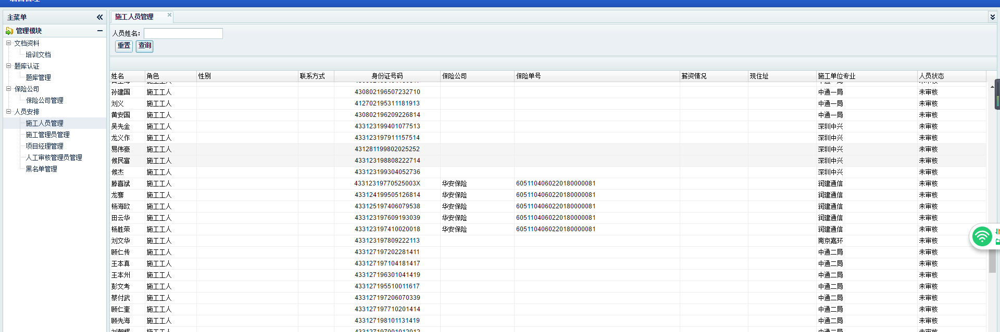 主菜单
管理模块
文档资料
培训文档
题库认证
题库管理
保险公司
保险公司管理
人员安排
施工人员管理
施工管理员管理
项目经理管理
人工审核管理员管理
黑名单管理
施工人员管理
人员姓名：
重置 查询
姓名 角色 性别 联系方式 身份证号码 保险公司 保险单号 薪资情况 现住址 施工单位专业 人员状态
孙建国 施工工人 430802196507232710 中通一局 未审核
刘义 施工工人 412702195311181913 中通一局 未审核
黄安国 施工工人 430802196209226814 中通一局 未审核
吴先金 施工工人 433123199401077513 深圳中兴 未审核
龙义作 施工工人 433123197911157514 深圳中兴 未审核
易伟豪 施工工人 431281199802025252 深圳中兴 未审核
候民富 施工工人 433123198808222714 深圳中兴 未审核
候杰 施工工人 433123199304052736 深圳中兴 未审核
滕喜斌 施工工人 43312319770525003X 华安保险 6051104060220180000081 润建通信 未审核
龙骞 施工工人 433124199505126814 华安保险 6051104060220180000081 润建通信 未审核
杨海欧 施工工人 433125197406079538 华安保险 6051104060220180000081 润建通信 未审核
田云华 施工工人 433123197609193039 华安保险 6051104060220180000081 润建通信 未审核
杨胜荣 施工工人 433123197410020018 华安保险 6051104060220180000081 润建通信 未审核
刘文华 施工工人 433123197809222113 南京嘉环 未审核
顾仁传 施工工人 433127197202281411 中通二局 未审核
王本真 施工工人 433127197104181417 中通二局 未审核
王本州 施工工人 433127196301041419 中通二局 未审核
彭文考 施工工人 433127195510011617 中通二局 未审核
蔡付武 施工工人 433127197206070339 中通二局 未审核
顾仁奎 施工工人 433127197710201414 中通二局 未审核
顾先海 施工工人 433127198101131419 中通二局 未审核
施工工人 433127197001012012 中通二局 未审核